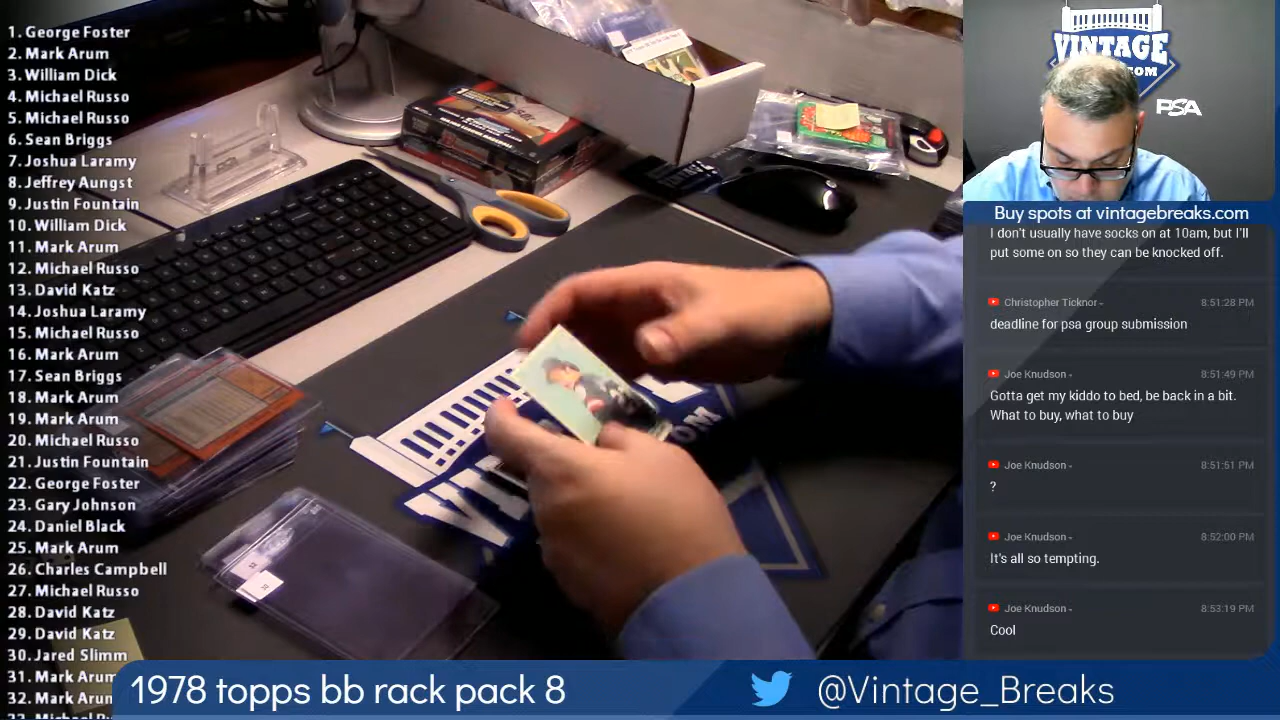 1. George Foster
2. Mark Arum
3. William Dick
4. Michael Russo
5. Michael Russo
6. Sean Briggs
7. Joshua Laramy
8. Jeffrey Aungst
9. Justin Fountain
10. William Dick
11. Mark Arum
12. Michael Russo
13. David Katz
14. Joshua Laramy
15. Michael Russo
16. Mark Arum
17. Sean Briggs
18. Mark Arum
19. Mark Arum
20. Michael Russo
21. Justin Fountain
22. George Foster
23. Gary Johnson
24. Daniel Black
25. Mark Arum
26. Charles Campbell
27. Michael Russo
28. David Katz
29. David Katz
30. Jared Slimm
31. Mark Arum
32. Mark Arum
VINTAGE
.COM
PSA
Buy spots at vintagebreaks.com
I don't usually have socks on at 10am, but I'll
put some on so they can be knocked off.
Christopher Ticknor
8:51:28 PM
deadline for psa group submission
Joe Knudson
8:51:49 PM
Gotta get my kiddo to bed, be back in a bit.
What to buy, what to buy
Joe Knudson
8:51:51 PM
?
Joe Knudson
8:52:00 PM
It's all so tempting.
Joe Knudson
8:53:19 PM
Cool
1978 topps bb rack pack 8
@Vintage_Breaks